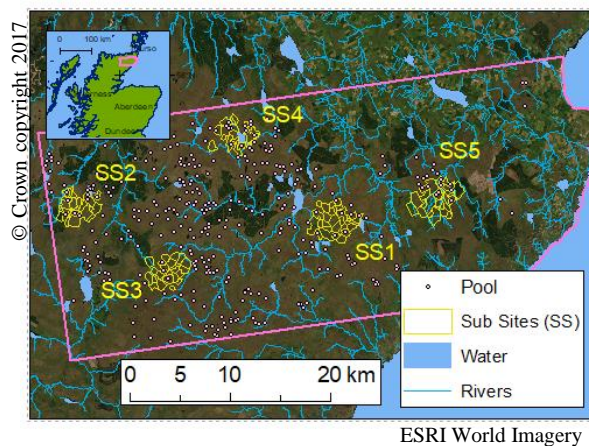 © Crown copyright 2017
0 100 km
Aberdeen
SS4
SS5
SS2
SS1
SS3
Pool
Sub Sites (SS)
Water
Rivers
0 5 10 20 km
ESRI World Imagery